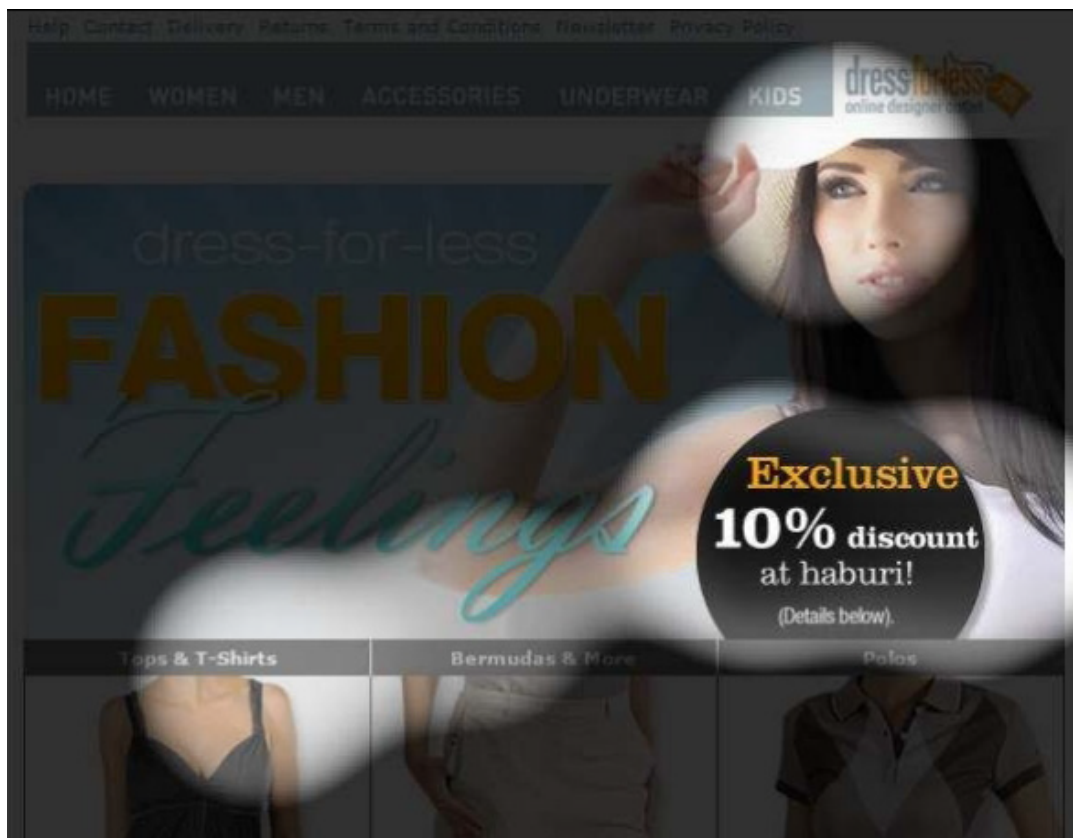 Help Contact Delivery Returns Terms and Conditions Newsletter Privacy Policy
HOME WOMEN MEN ACCESSORIES UNDERWEAR KIDS
dress-for-less
online designer outlet
dress-for-less
FASHION
Feelings
Exclusive
10% discount
at haburi!
(Details below).
Tops & T-Shirts Bermudas & More Polos